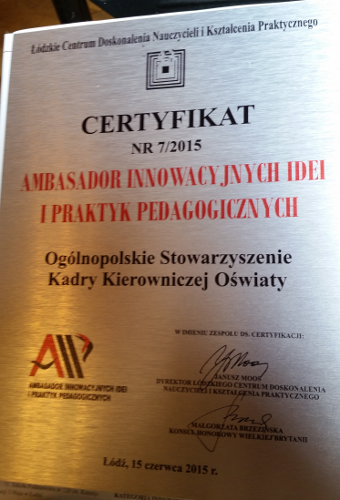 Łódzkie Centrum Doskonalenia Nauczycieli i Kształcenia Praktycznego
CERTYFIKAT
NR 7/2015
AMBASADOR INNOWACYJNYCH IDEI
I PRAKTYK PEDAGOGICZNYCH
Ogólnopolskie Stowarzyszenie
Kadry Kierowniczej Oświaty
W IMIENIU ZESPOŁU DS. CERTYFIKACJI:
JANUSZ MOOS
DYREKTOR ŁÓDZKIEGO CENTRUM DOSKONALENIA
NAUCZYCIELI I KSZTAŁCENIA PRAKTYCZNEGO
AMBASADOR INNOWACYJNYCH IDEI
I PRAKTYK PEDAGOGICZNYCH
MAŁGORZATA BRZEZIŃSKA
KONSUL HONOROWY WIELKIEJ BRYTANII
Łódź, 15 czerwca 2015 r.